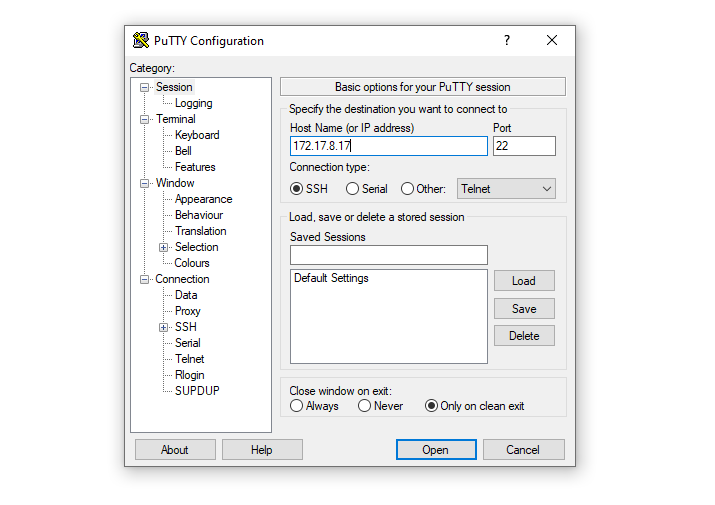 PuTTY Configuration
?
Category:
Session
Logging
Terminal
Keyboard
Bell
Features
Window
Appearance
Behaviour
Translation
Selection
Colours
Connection
Data
Proxy
SSH
Serial
Telnet
Rlogin
SUPDUP
Basic options for your PuTTY session
Specify the destination you want to connect to
Host Name (or IP address) Port
172.17.8.17 22
Connection type:
SSH Serial Other: Telnet
Load, save or delete a stored session
Saved Sessions
Default Settings
Load
Save
Delete
Close window on exit:
Always Never Only on clean exit
About Help Open Cancel